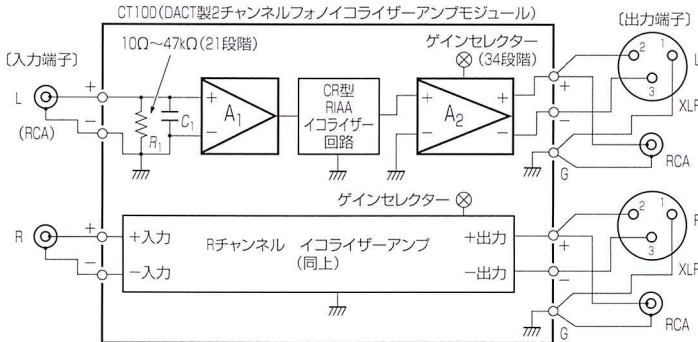 CT100(DACT製2チャンネルフォノイコライザーアンプモジュール)
〔入力端子〕
10Ω〜47kΩ(21段階)
ゲインセレクター
(34段階)
〔出力端子〕
L
+
−
(RCA)
R1
C1
+
−
A1
CR型
RIAA
イコライザー
回路
+
−
A2
+
−
+
−
G
2
1
3
L
XLR
RCA
ゲインセレクター
R
+
−
+入力
−入力
Rチャンネル イコライザーアンプ
(同上)
+出力
−出力
+
−
G
2
1
3
R
XLR
RCA